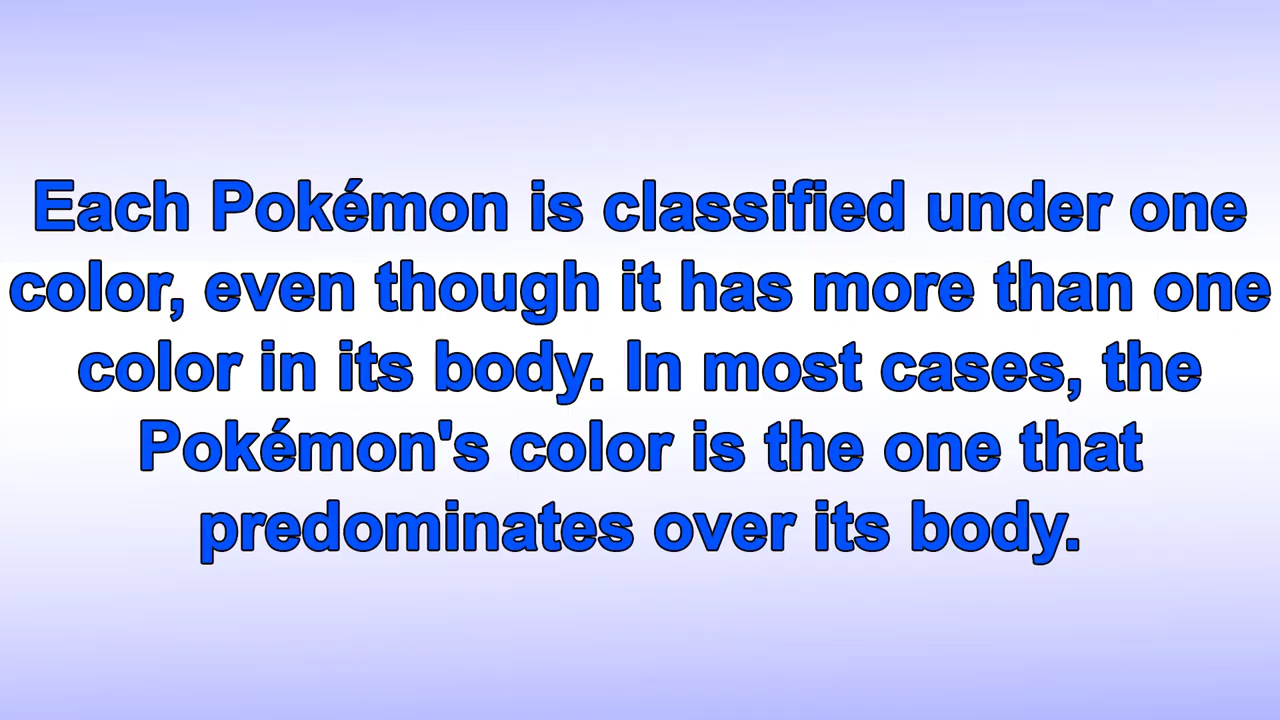 Each Pokémon is classified under one
color, even though it has more than one
color in its body. In most cases, the
Pokémon's color is the one that
predominates over its body.